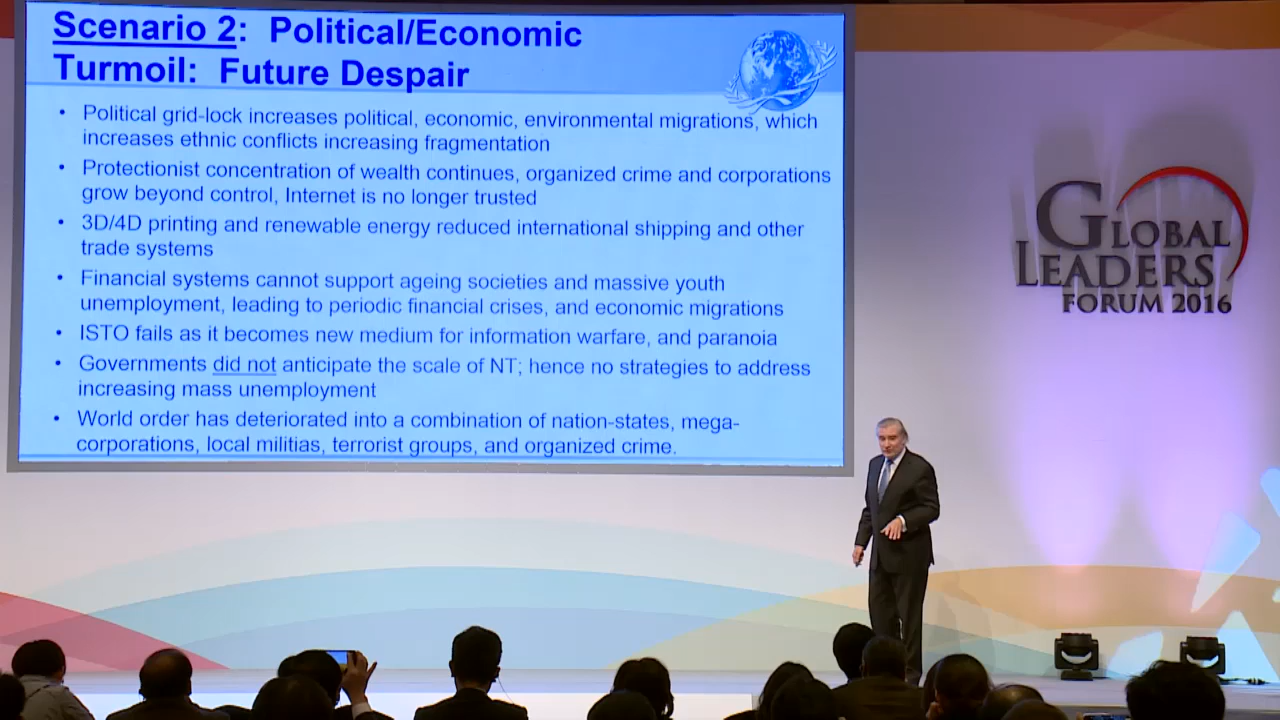 Scenario 2: Political/Economic
Turmoil: Future Despair
• Political grid-lock increases political, economic, environmental migrations, which
increases ethnic conflicts increasing fragmentation
• Protectionist concentration of wealth continues, organized crime and corporations
grow beyond control, Internet is no longer trusted
• 3D/4D printing and renewable energy reduced international shipping and other
trade systems
• Financial systems cannot support ageing societies and massive youth
unemployment, leading to periodic financial crises, and economic migrations
• ISTO fails as it becomes new medium for information warfare, and paranoia
• Governments did not anticipate the scale of NT; hence no strategies to address
increasing mass unemployment
• World order has deteriorated into a combination of nation-states, mega-
corporations, local militias, terrorist groups, and organized crime.
GLOBAL
LEADERS
FORUM 2016